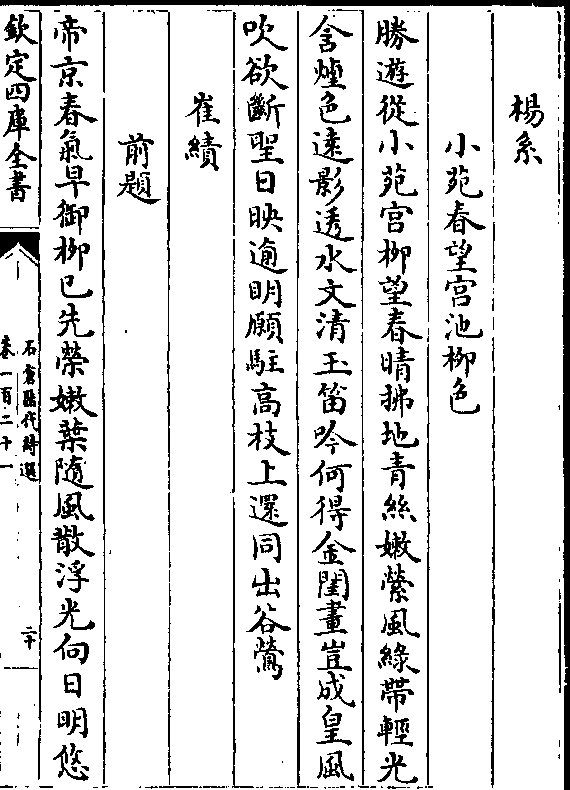 楊系
小苑春望宮池柳色
勝遊從小苑宮柳望春晴拂地青絲嫩縈風綠帶輕光
含煙色遠影透水文清玉笛吟何得金閨畫豈成皇風
吹欲斷聖日映逾明願駐高枝上還同出谷鶯
崔績
前題
帝京春氣早御柳已先榮嫩葉隨風散浮光向日明悠
欽定四庫全書
石倉歷代詩選
卷一百二十一
二十